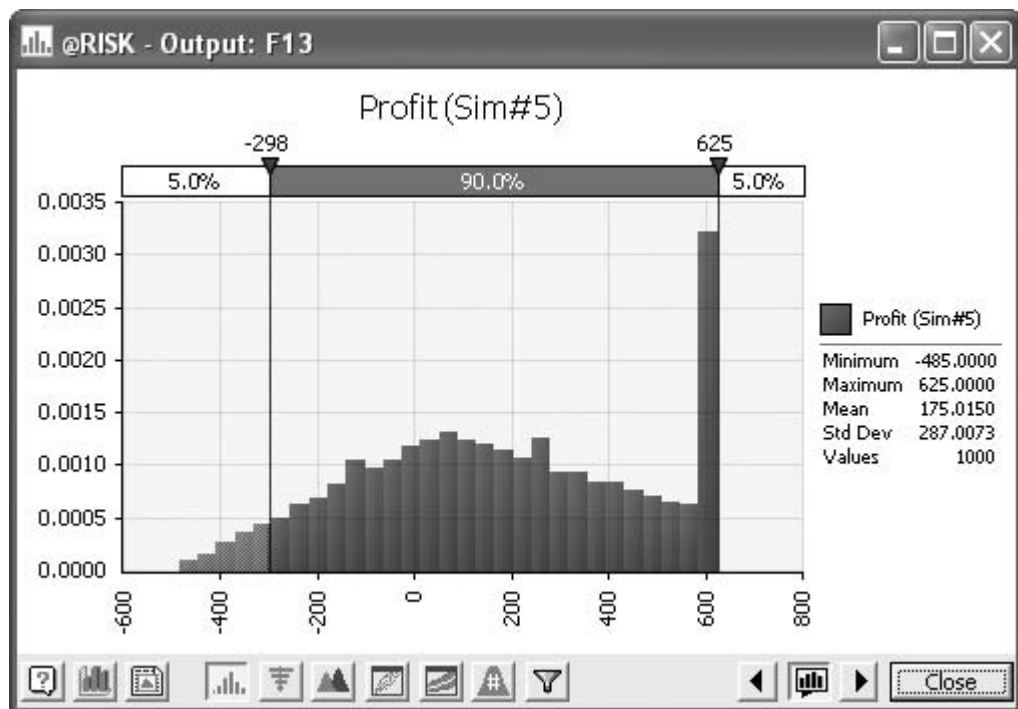 @RISK - Output: F13
Profit (Sim#5)
-298 625
5.0% 90.0% 5.0%
0.0035
0.0030
0.0025
0.0020
0.0015
0.0010
0.0005
0.0000
-600 -400 -200 0 200 400 600 800
Profit (Sim#5)
Minimum -485.0000
Maximum 625.0000
Mean 175.0150
Std Dev 287.0073
Values 1000
Close